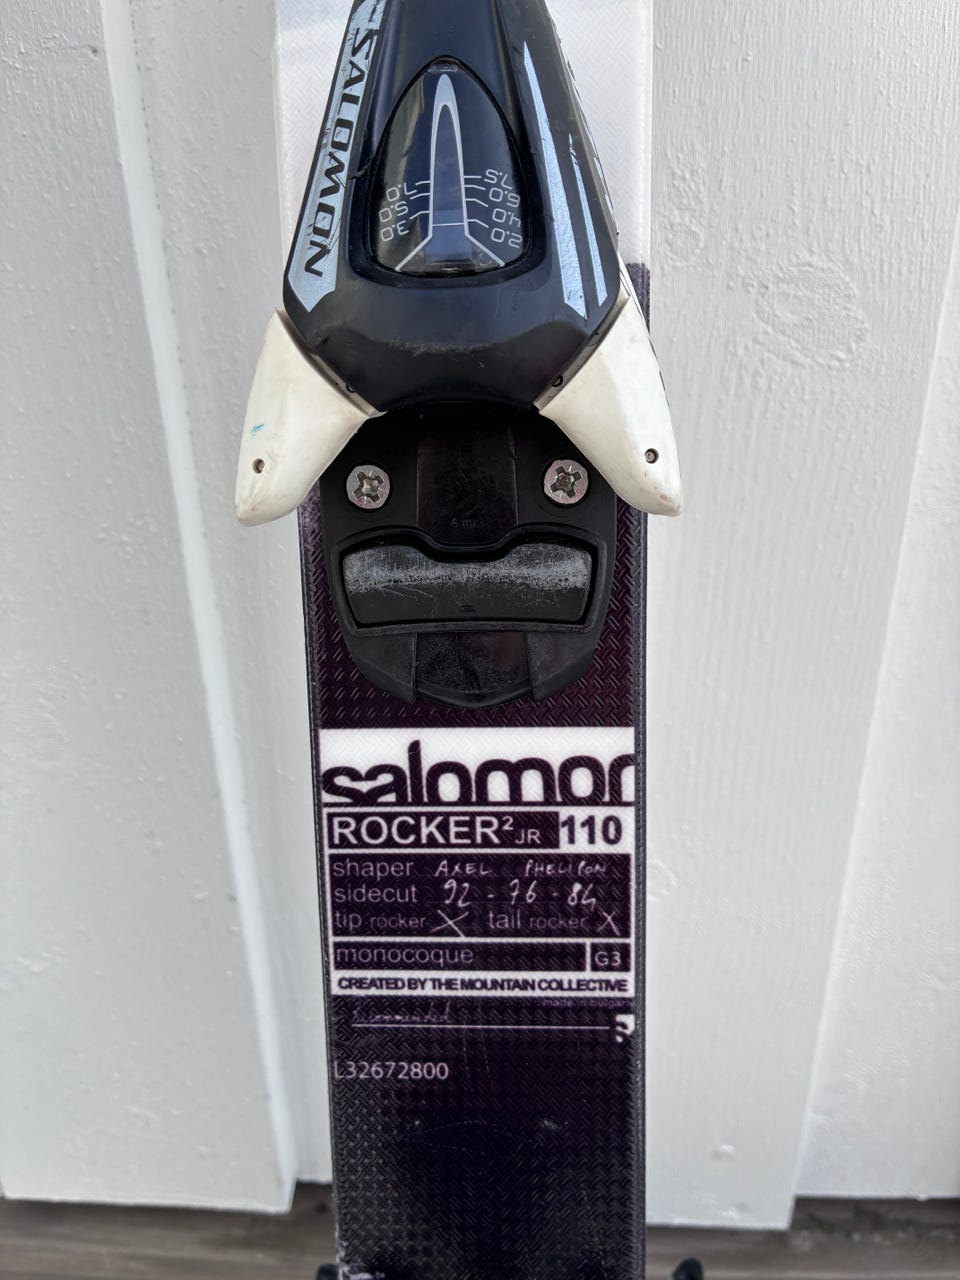 SALOMON
7.0
5.0
3.0
7.5
6.0
4.0
2.0
salomon
ROCKER² JR 110
shaper AXEL PHELIPON
sidecut 92 - 76 - 84
tip rocker X tail rocker X
monocoque G3
CREATED BY THE MOUNTAIN COLLECTIVE
made in bulgaria
L32672800